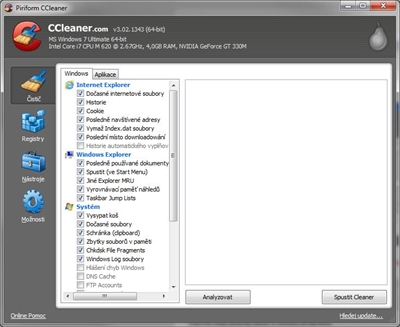 Piriform CCleaner
CCleaner.com v3.02.1343 (64-bit)
MS Windows 7 Ultimate 64-bit
Intel Core i7 CPU M 620 @ 2.67GHz, 4,0GB RAM, NVIDIA GeForce GT 330M
Čistič
Registry
Nástroje
Možnosti
Windows
Aplikace
Internet Explorer
Dočasné internetové soubory
Historie
Cookie
Posledně navštívené adresy
Vymaž Index.dat soubory
Poslední místo downloadování
Historie automatického vyplňov
Windows Explorer
Posledně používané dokumenty
Spustit (ve Start Menu)
Jiné Explorer MRU
Vyrovnávací paměť náhledů
Taskbar Jump Lists
Systém
Vysypat koš
Dočasné soubory
Schránka (clipboard)
Zbytky souborů v paměti
Chkdsk File Fragments
Windows Log soubory
Hlášení chyb Windows
DNS Cache
FTP Accounts
Analyzovat
Spustit Cleaner
Online Pomoc
Hledej update...